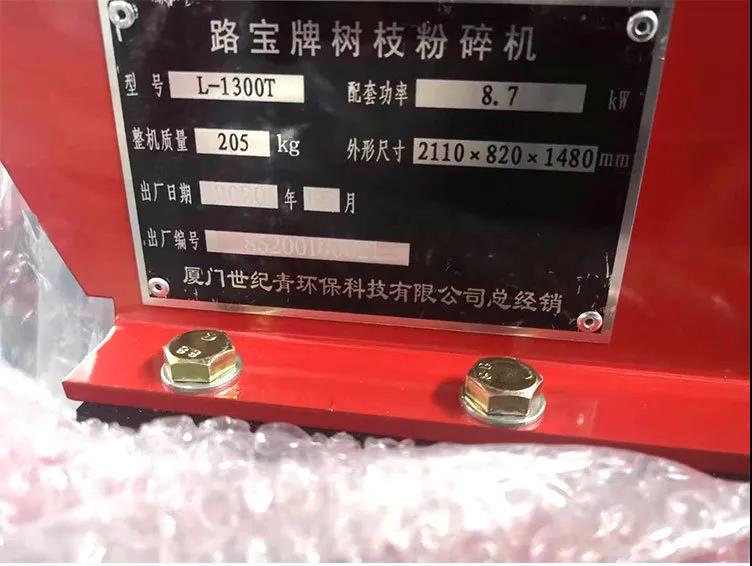 路宝牌树枝粉碎机
型号 L-1300T 配套功率 8.7 kW
整机质量 205 kg 外形尺寸 2110×820×1480 mm
出厂日期 年 月
出厂编号
厦门世纪青环保科技有限公司总经销
8.8